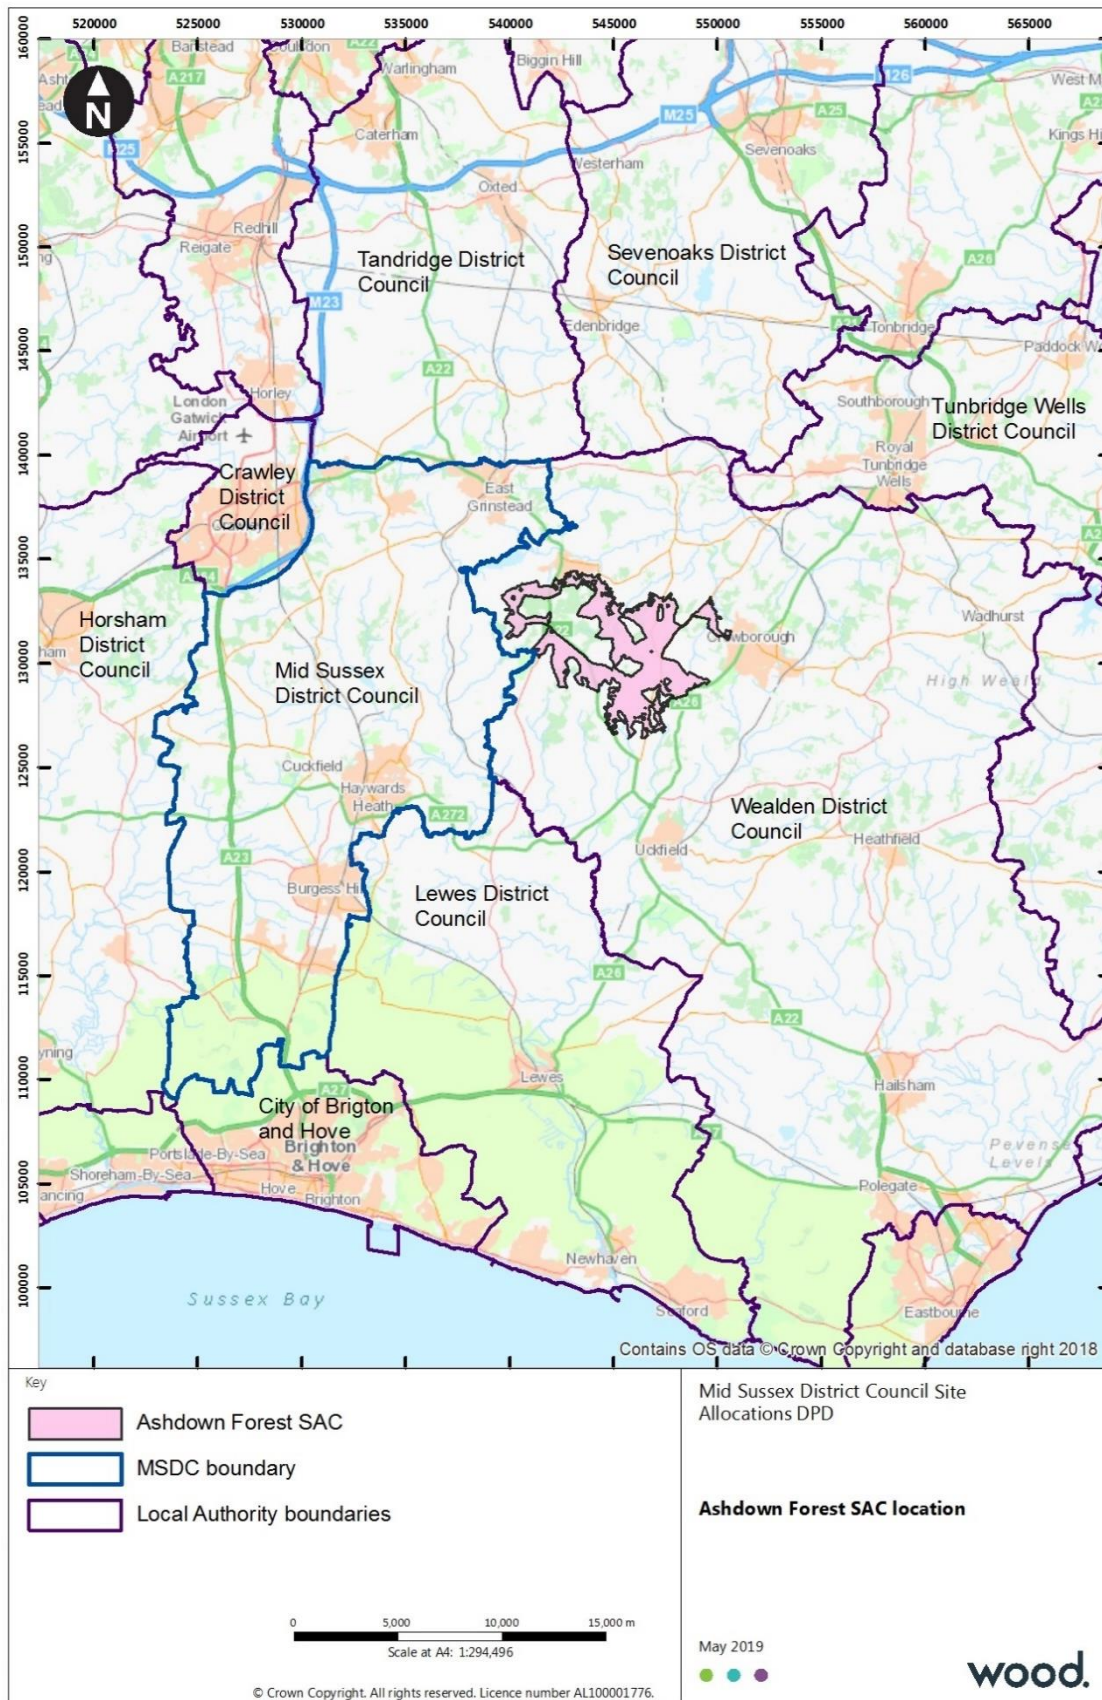 520000 525000 530000 535000 540000 545000 550000 555000 560000 565000
160000
155000
150000
145000
140000
135000
130000
125000
120000
115000
110000
105000
100000
N
Banstead
A22
Warlingham
Biggin Hill
M26
A217
M25
A25
Caterham
Sevenoaks
M25
Westerham
Oxted
Redhill
Reigate
Tandridge District
Council
Sevenoaks District
Council
A26
M23
Edenbridge
Tonbridge
A22
Horley
London
Gatwick
Airport
Southborough
Tunbridge Wells
District Council
Royal
Tunbridge
Wells
Crawley
District
Council
East
Grinstead
Horsham
District
Council
Wadhurst
Crowborough
Mid Sussex
District Council
High Weald
A26
Cuckfield
Haywards
Heath
A272
Wealden District
Council
Heathfield
Uckfield
A23
Burgess Hi
Lewes District
Council
A26
A22
Lewes
Hailsham
A27
City of Brigton
and Hove
Brighton
& Hove
Portslade-By-Sea
Pevense
Levels
Shoreham-By-Sea
Polegate
ancing
Hove
Brighton
Newhaven
Sussex Bay
Seaford
Eastbourne
Contains OS data © Crown Copyright and database right 2018
Key
Ashdown Forest SAC
MSDC boundary
Local Authority boundaries
0 5,000 10,000 15,000 m
Scale at A4: 1:294,496
© Crown Copyright. All rights reserved. Licence number AL100001776.
Mid Sussex District Council Site
Allocations DPD
Ashdown Forest SAC location
May 2019
wood.